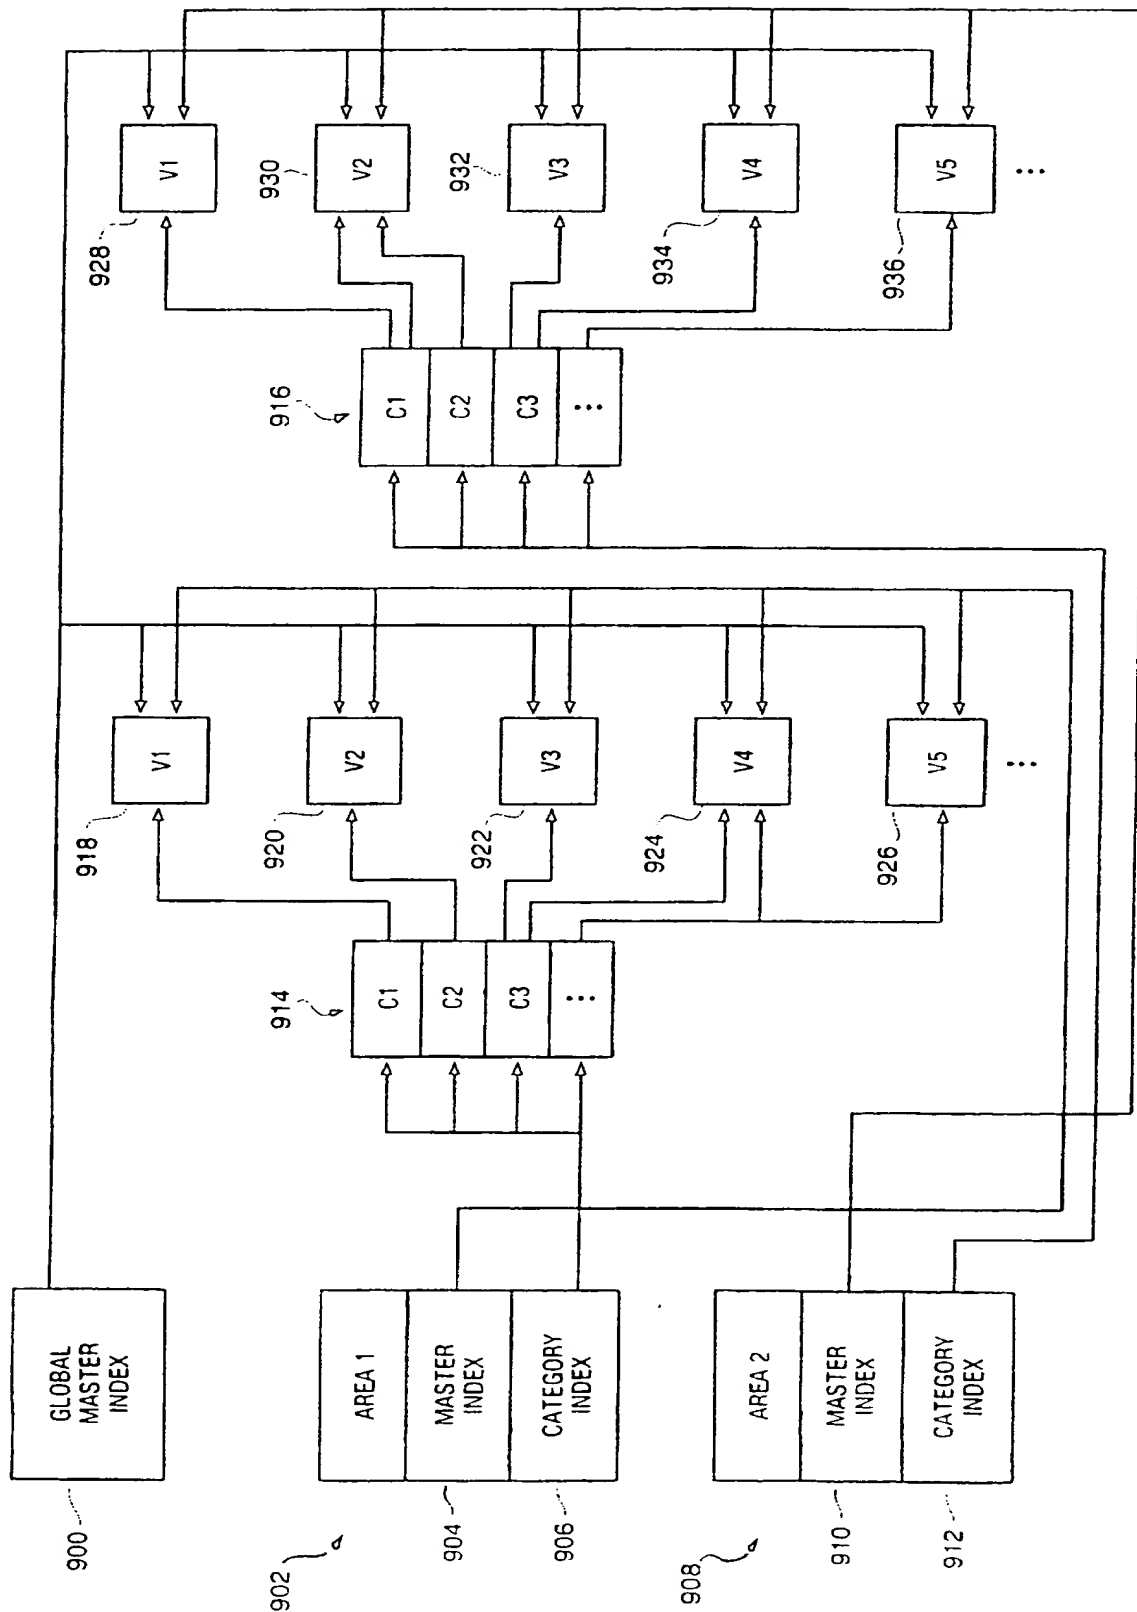 GLOBAL
MASTER
INDEX
900
AREA 1
MASTER
INDEX
CATEGORY
INDEX
902
904
906
AREA 2
MASTER
INDEX
CATEGORY
INDEX
908
910
912
914
C1
C2
C3
...
918
V1
920
V2
922
V3
924
V4
926
V5
...
916
C1
C2
C3
...
928
V1
930
V2
932
V3
934
V4
936
V5
...